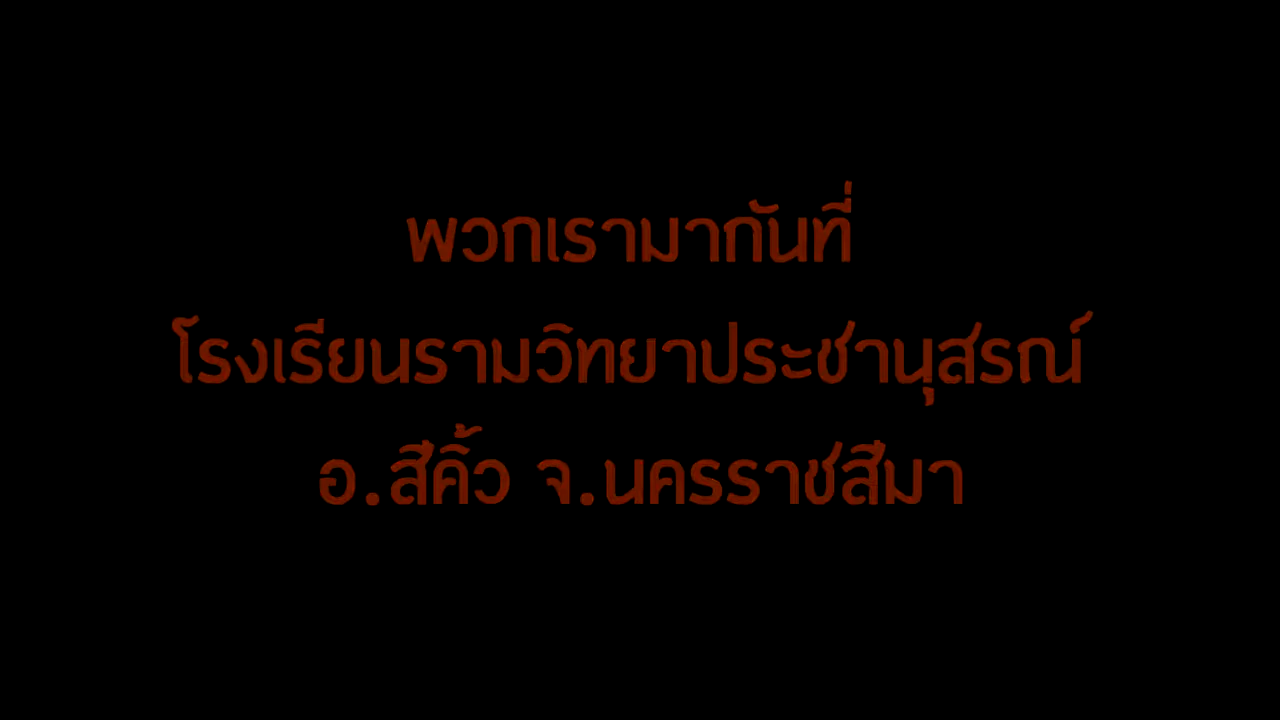 พวกเรามากันที่
โรงเรียนรามวิทยาประชานุสรณ์
อ.สีคิ้ว จ.นครราชสีมา